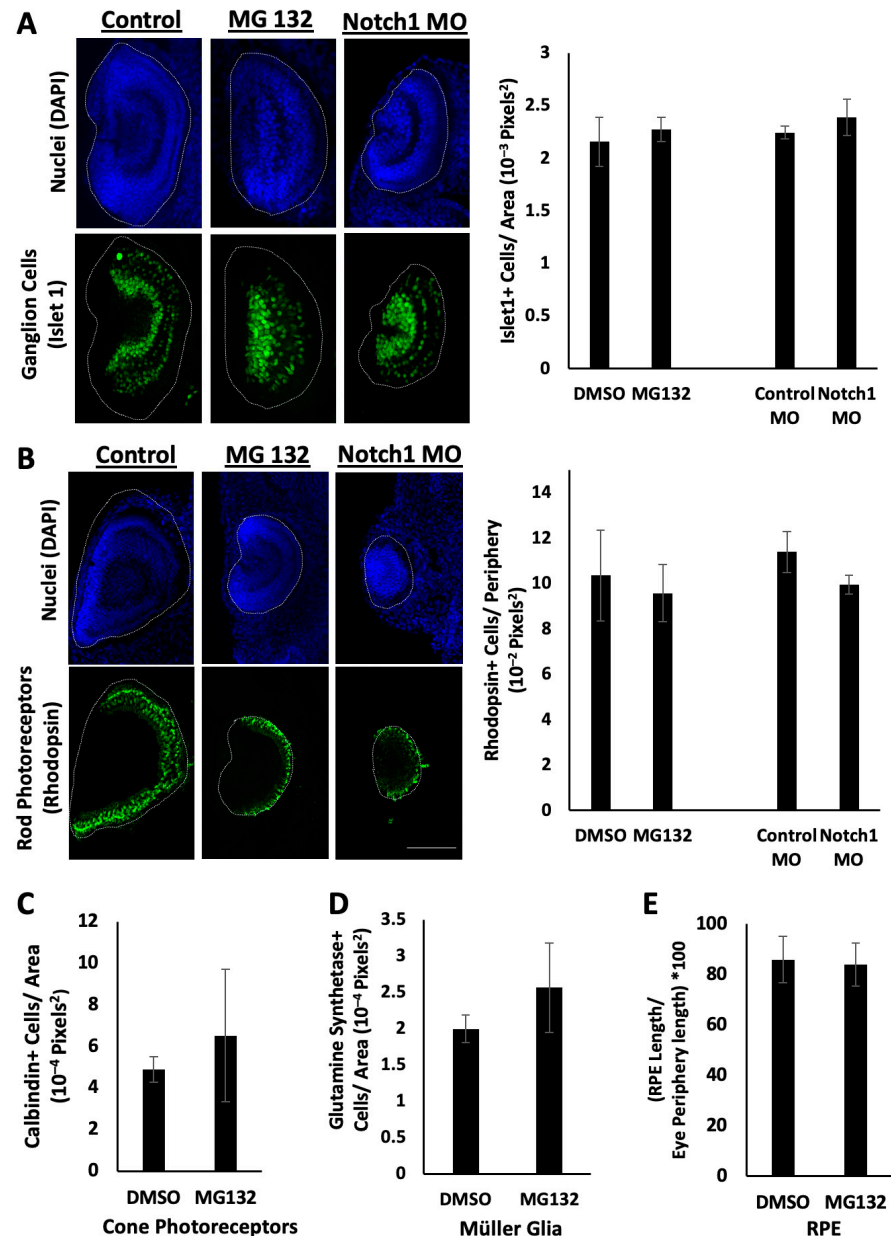 A
Control
MG 132
Notch1 MO
Nuclei (DAPI)
Ganglion Cells
(Islet 1)
Islet1+ Cells/ Area (10⁻³ Pixels²)
3
2.5
2
1.5
1
0.5
0
DMSO MG132
Control Notch1
MO MO
B
Control
MG 132
Notch1 MO
Nuclei (DAPI)
Rod Photoreceptors
(Rhodopsin)
Rhodopsin+ Cells/ Periphery
(10⁻² Pixels²)
14
12
10
8
6
4
2
0
DMSO MG132
Control Notch1
MO MO
C
Calbindin+ Cells/ Area
(10⁻⁴ Pixels²)
12
10
8
6
4
2
0
DMSO MG132
Cone Photoreceptors
D
Glutamine Synthetase+
Cells/ Area (10⁻⁴ Pixels²)
3.5
3
2.5
2
1.5
1
0.5
0
DMSO MG132
Müller Glia
E
(RPE Length/
Eye Periphery length) *100
100
80
60
40
20
0
DMSO MG132
RPE